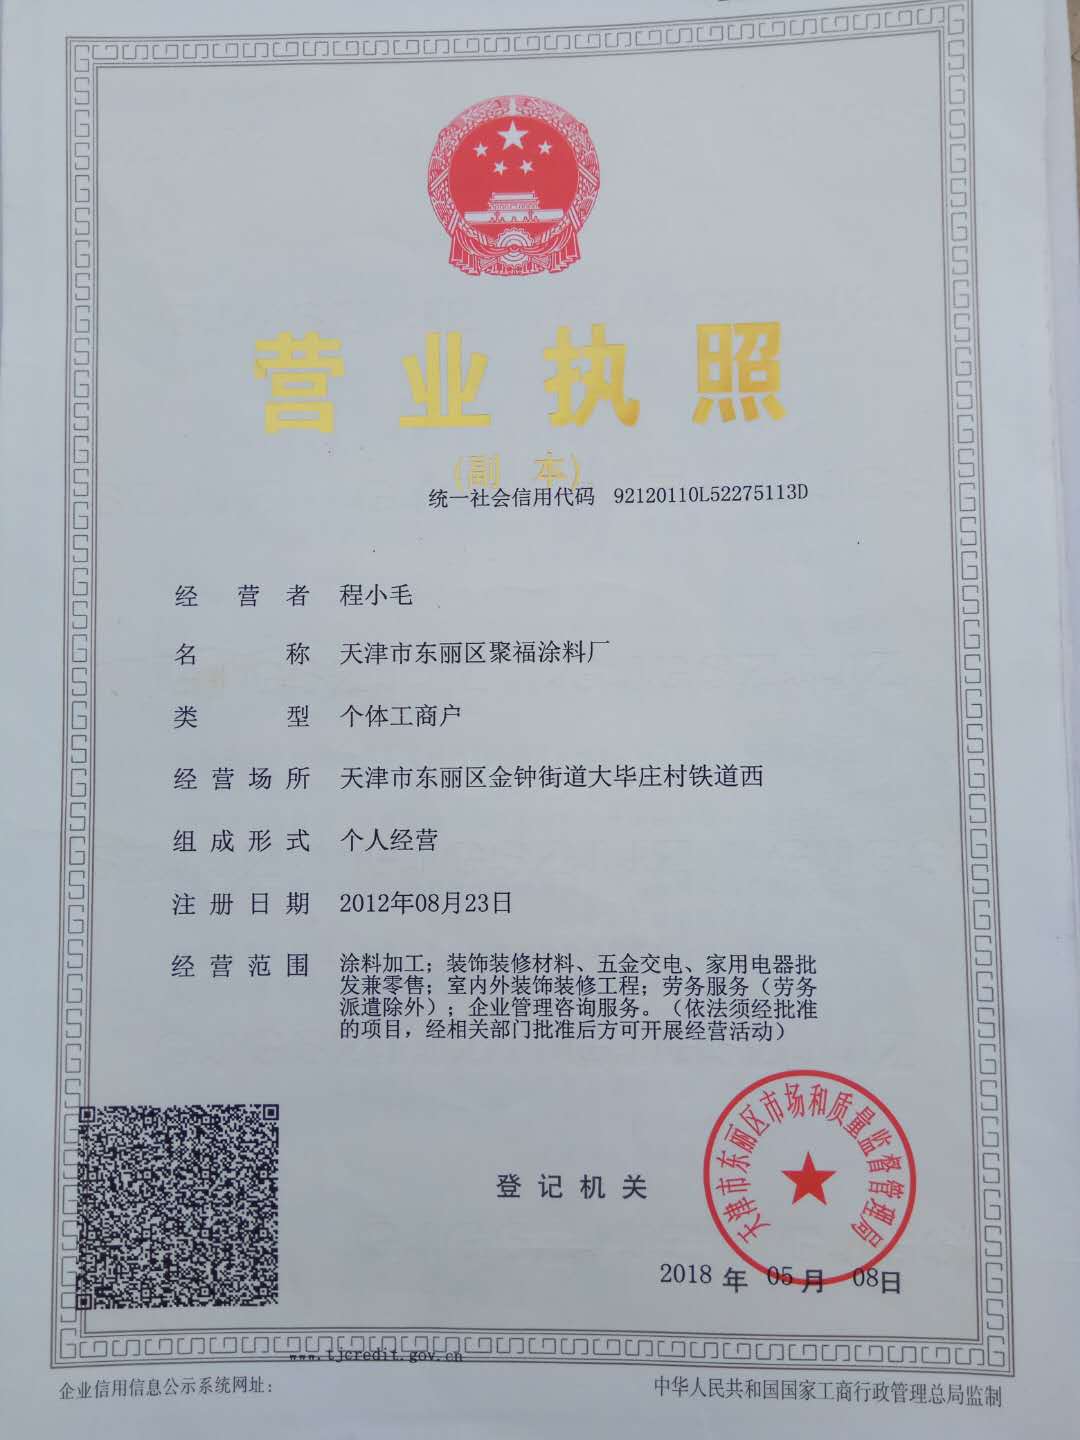 营业执照
(副 本)
统一社会信用代码 92120110L52275113D
经营者 程小毛
名称 天津市东丽区聚福涂料厂
类型 个体工商户
经营场所 天津市东丽区金钟街道大毕庄村铁道西
组成形式 个人经营
注册日期 2012年08月23日
经营范围 涂料加工；装饰装修材料、五金交电、家用电器批
发兼零售；室内外装饰装修工程；劳务服务（劳务
派遣除外）；企业管理咨询服务。（依法须经批准
的项目，经相关部门批准后方可开展经营活动）
登记机关
天津市东丽区市场和质量监督管理局
2018 年 05 月 08日
www.tjcredit.gov.cn
企业信用信息公示系统网址：
中华人民共和国国家工商行政管理总局监制